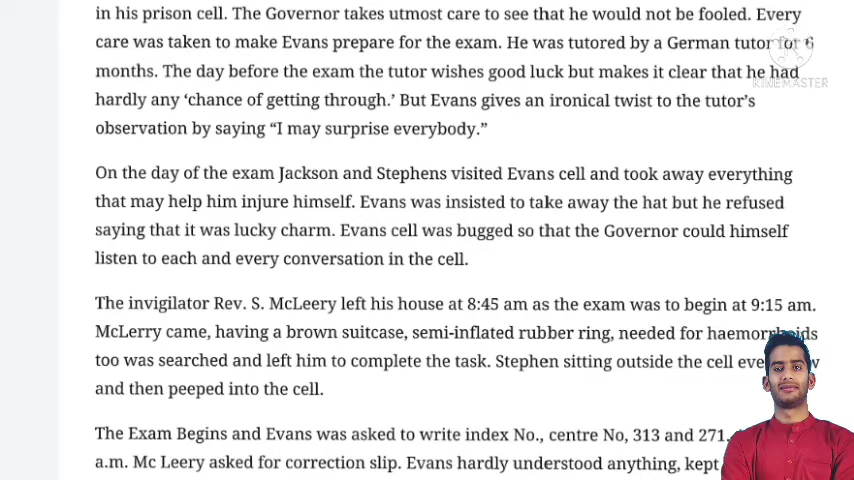 in his prison cell. The Governor takes utmost care to see that he would not be fooled. Every
care was taken to make Evans prepare for the exam. He was tutored by a German tutor for 6
months. The day before the exam the tutor wishes good luck but makes it clear that he had
KINEMASTER
hardly any ‘chance of getting through.’ But Evans gives an ironical twist to the tutor’s
observation by saying “I may surprise everybody.”
On the day of the exam Jackson and Stephens visited Evans cell and took away everything
that may help him injure himself. Evans was insisted to take away the hat but he refused
saying that it was lucky charm. Evans cell was bugged so that the Governor could himself
listen to each and every conversation in the cell.
The invigilator Rev. S. McLeery left his house at 8:45 am as the exam was to begin at 9:15 am.
McLerry came, having a brown suitcase, semi-inflated rubber ring, needed for haemorrhoids
too was searched and left him to complete the task. Stephen sitting outside the cell
and then peeped into the cell.
The Exam Begins and Evans was asked to write index No., centre No, 313 and 271.
a.m. Mc Leery asked for correction slip. Evans hardly understood anything, kept